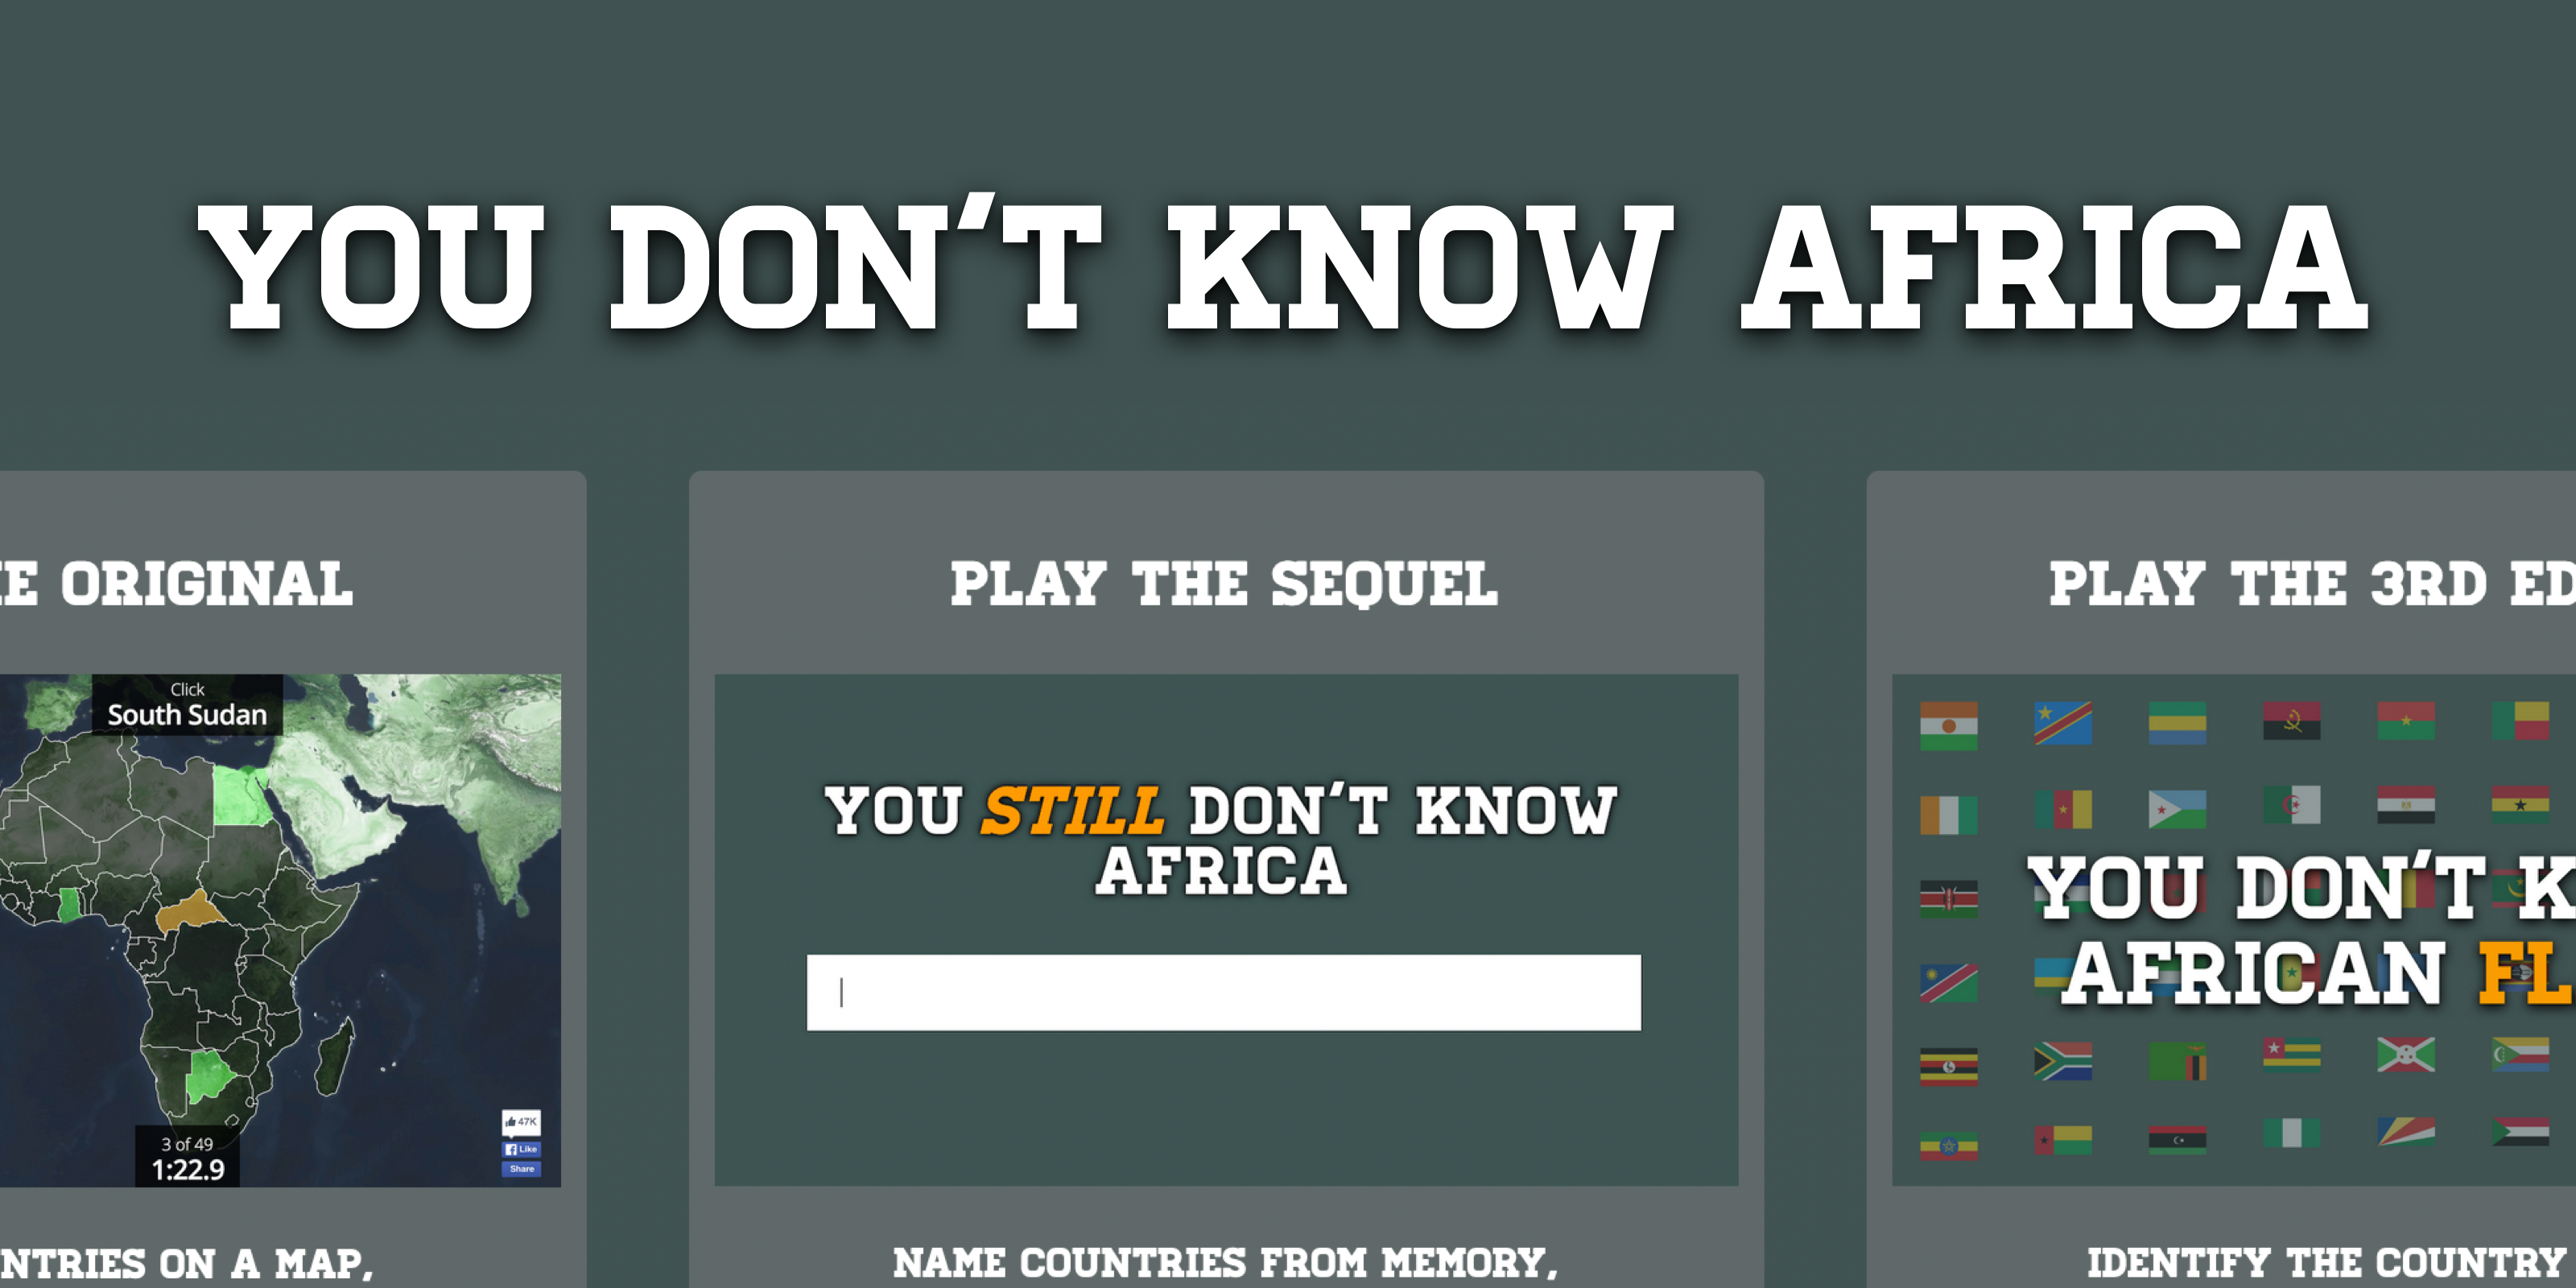 YOU DON'T KNOW AFRICA
E ORIGINAL
Click
South Sudan
3 of 49
1:22.9
47K
Like
Share
NTRIES ON A MAP,
PLAY THE SEQUEL
YOU STILL DON'T KNOW
AFRICA
NAME COUNTRIES FROM MEMORY,
PLAY THE 3RD ED
YOU DON'T K
AFRICAN FL
IDENTIFY THE COUNTRY